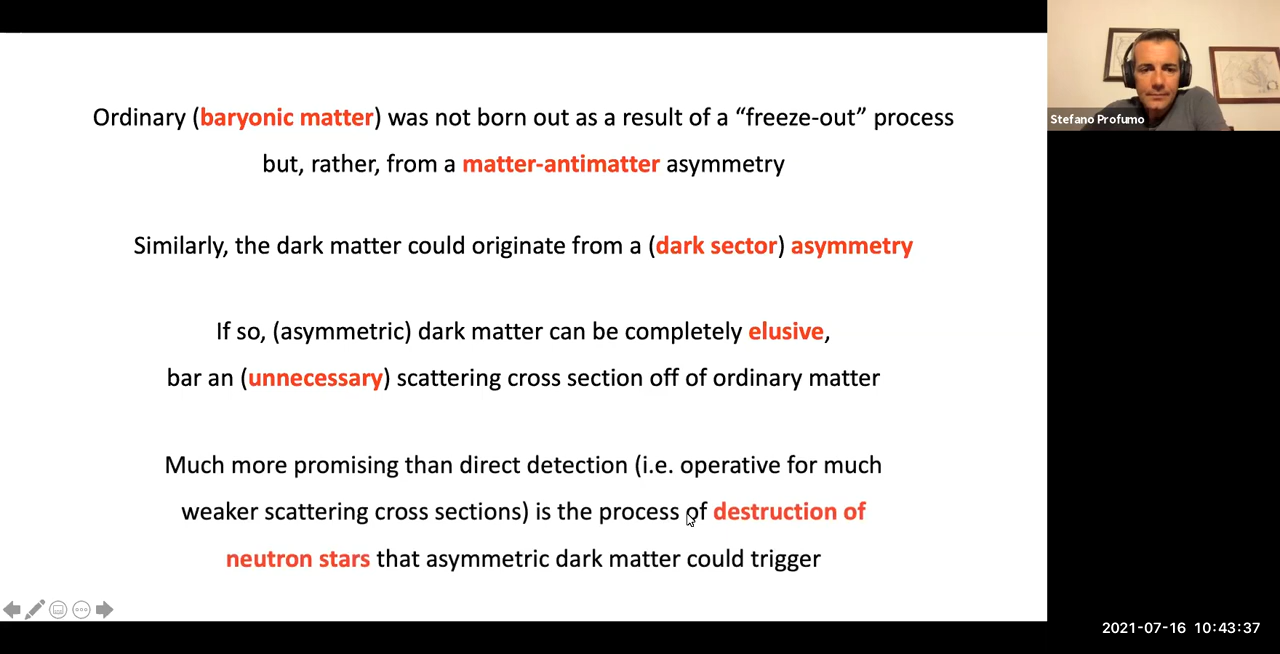 Ordinary (baryonic matter) was not born out as a result of a “freeze-out” process
but, rather, from a matter-antimatter asymmetry
Similarly, the dark matter could originate from a (dark sector) asymmetry
If so, (asymmetric) dark matter can be completely elusive,
bar an (unnecessary) scattering cross section off of ordinary matter
Much more promising than direct detection (i.e. operative for much
weaker scattering cross sections) is the process of destruction of
neutron stars that asymmetric dark matter could trigger
Stefano Profumo
2021-07-16 10:43:37